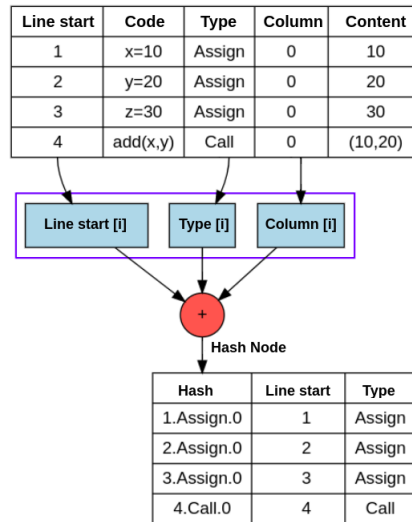 Line start Code Type Column Content
1 x=10 Assign 0 10
2 y=20 Assign 0 20
3 z=30 Assign 0 30
4 add(x,y) Call 0 (10,20)
Line start [i] Type [i] Column [i]
+
Hash Node
Hash Line start Type
1.Assign.0 1 Assign
2.Assign.0 2 Assign
3.Assign.0 3 Assign
4.Call.0 4 Call